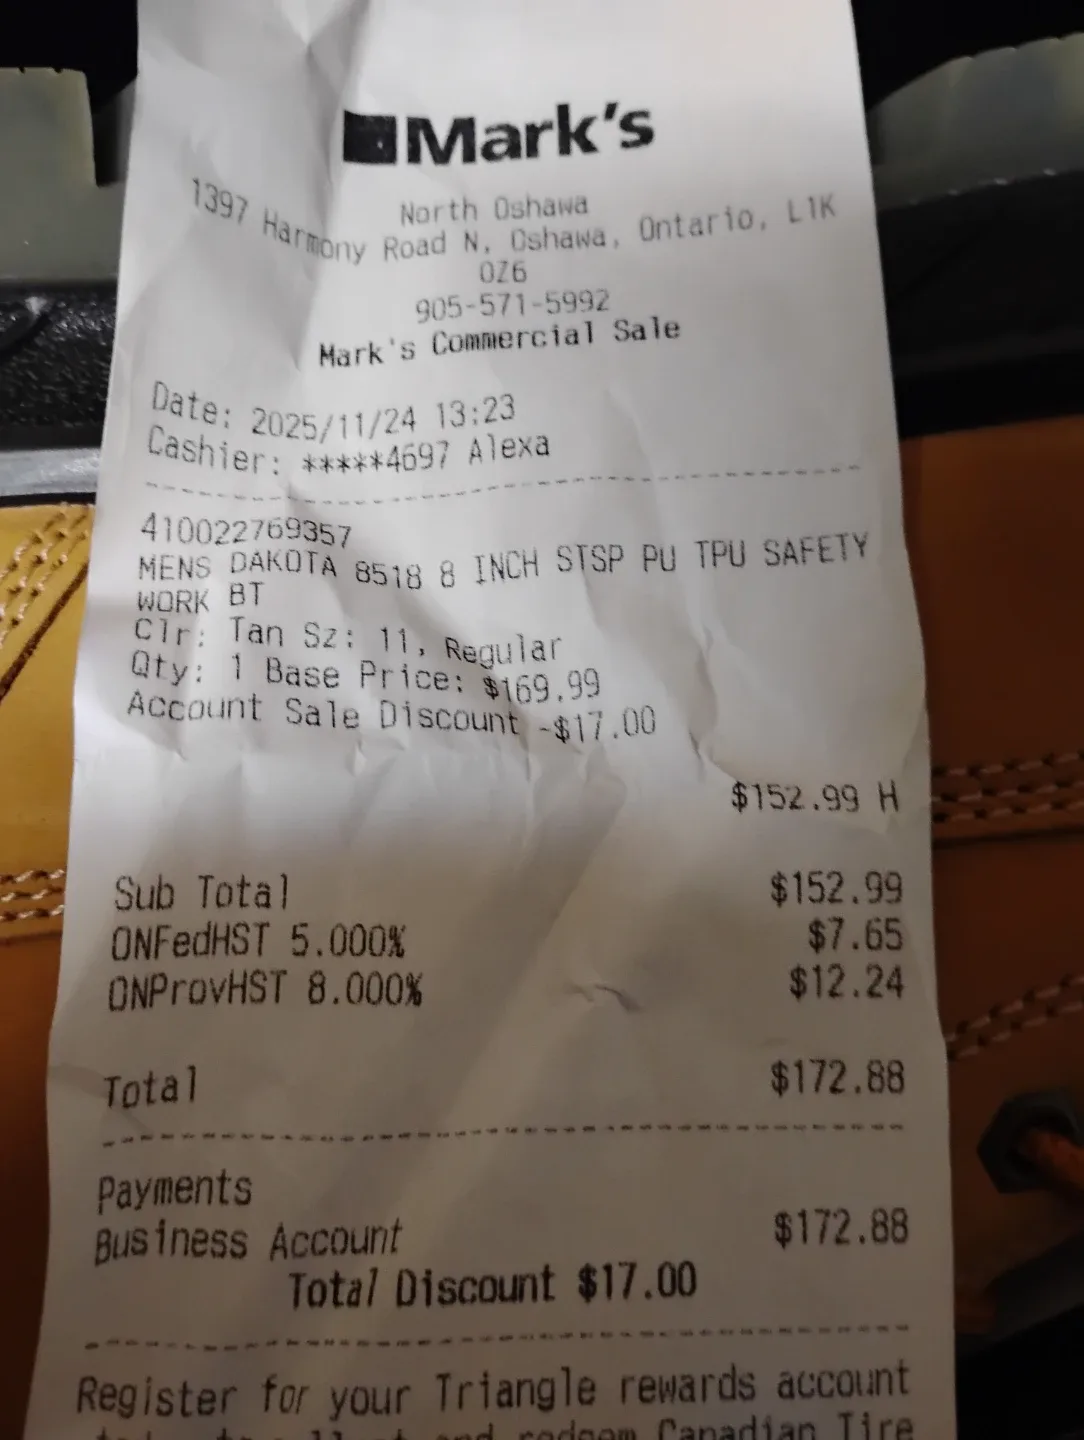 Mark's
North Oshawa
1397 Harmony Road N, Oshawa, Ontario, L1K
0Z6
905-571-5992
Mark's Commercial Sale
Date: 2025/11/24 13:23
Cashier: *****4697 Alexa
410022769357
MENS DAKOTA 8518 8 INCH STSP PU TPU SAFETY
WORK BT
Clr: Tan Sz: 11, Regular
Qty: 1 Base Price: $169.99
Account Sale Discount -$17.00
$152.99 H
Sub Total $152.99
ONFedHST 5.000% $7.65
ONProvHST 8.000% $12.24
Total $172.88
Payments
Business Account $172.88
Total Discount $17.00
Register for your Triangle rewards account
and redeem Canadian Tire